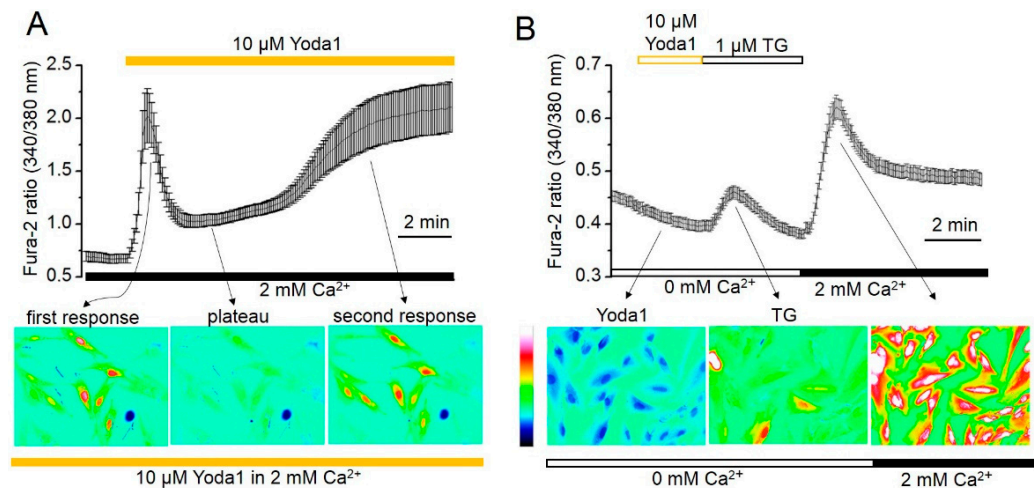 A
10 µM Yoda1
Fura-2 ratio (340/380 nm)
2.5
2.0
1.5
1.0
0.5
2 min
2 mM Ca²⁺
first response
plateau
second response
10 µM Yoda1 in 2 mM Ca²⁺
B
10 µM
Yoda1
1 µM TG
Fura-2 ratio (340/380 nm)
0.7
0.6
0.5
0.4
0.3
2 min
0 mM Ca²⁺
2 mM Ca²⁺
Yoda1
TG
0 mM Ca²⁺
2 mM Ca²⁺